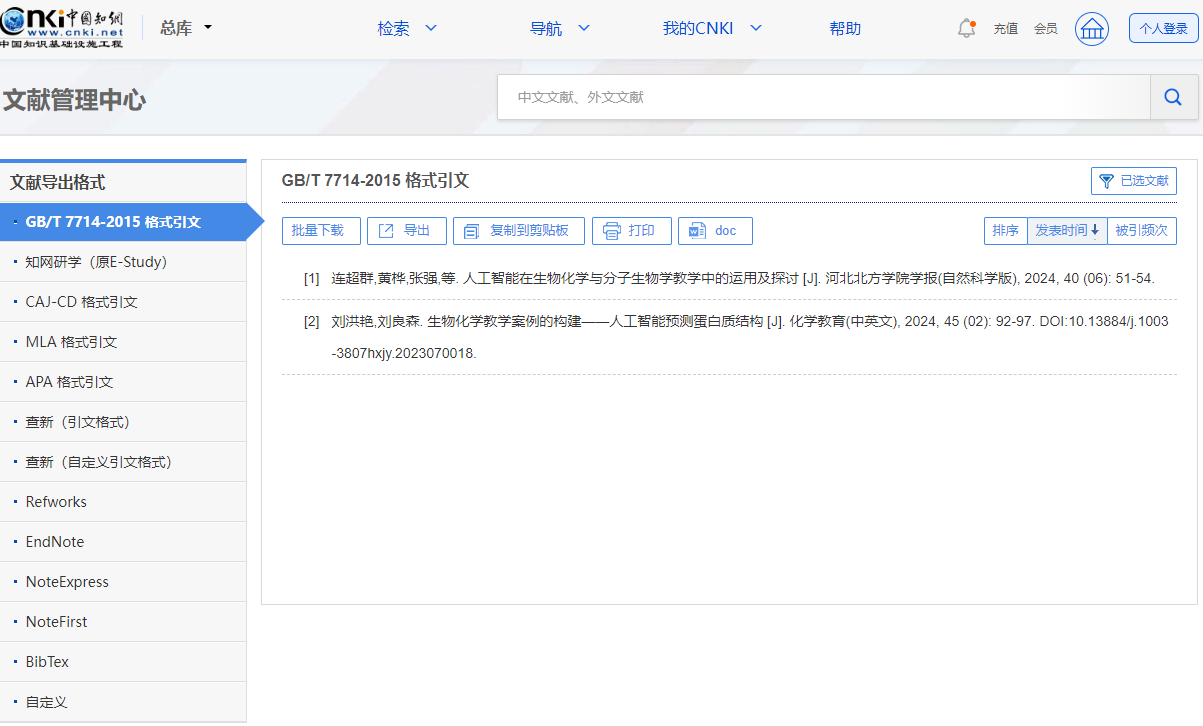 cnki中国知网
www.cnki.net
中国知识基础设施工程
总库
检索
导航
我的CNKI
帮助
充值
会员
个人登录
文献管理中心
中文文献、外文文献
文献导出格式
· GB/T 7714-2015 格式引文
· 知网研学（原E-Study）
· CAJ-CD 格式引文
· MLA 格式引文
· APA 格式引文
· 查新（引文格式）
· 查新（自定义引文格式）
· Refworks
· EndNote
· NoteExpress
· NoteFirst
· BibTex
· 自定义
GB/T 7714-2015 格式引文
已选文献
批量下载
导出
复制到剪贴板
打印
doc
排序
发表时间↓
被引频次
[1] 连超群,黄桦,张强,等. 人工智能在生物化学与分子生物学教学中的运用及探讨 [J]. 河北北方学院学报(自然科学版), 2024, 40 (06): 51-54.
[2] 刘洪艳,刘良森. 生物化学教学案例的构建——人工智能预测蛋白质结构 [J]. 化学教育(中英文), 2024, 45 (02): 92-97. DOI:10.13884/j.1003
-3807hxjy.2023070018.